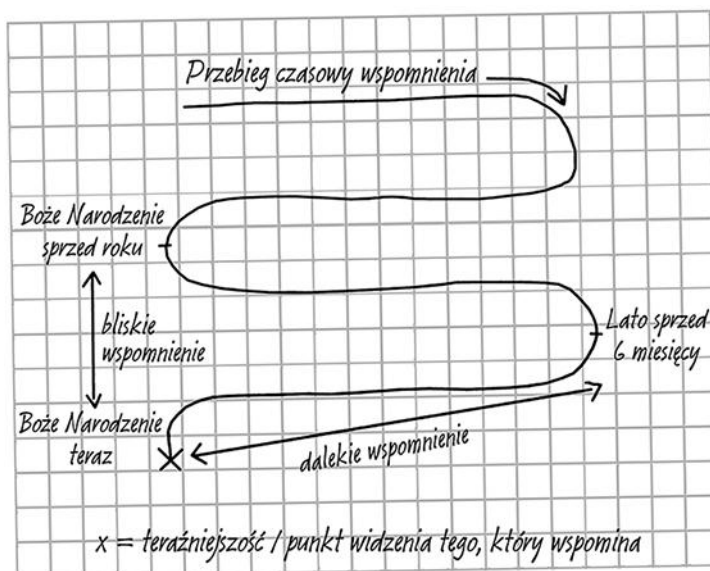 Przebieg czasowy wspomnienia
Boże Narodzenie
sprzed roku
bliskie
wspomnienie
Lato sprzed
6 miesięcy
Boże Narodzenie
teraz
dalekie wspomnienie
x = teraźniejszość / punkt widzenia tego, który wspomina